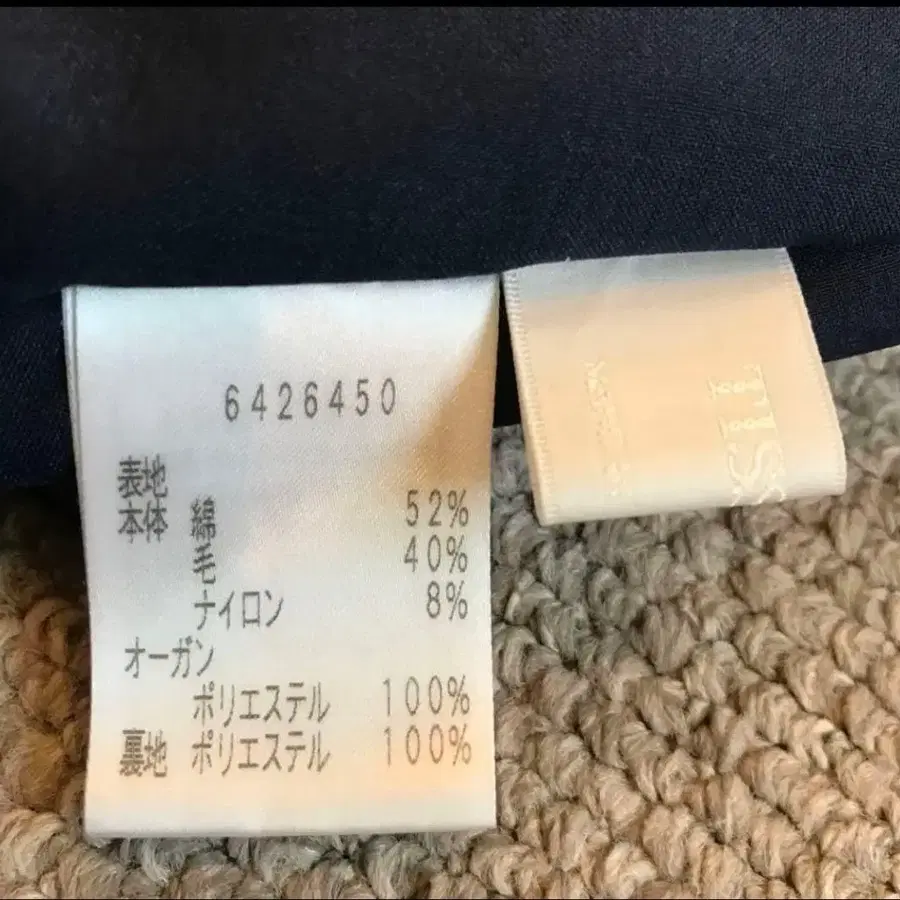 6426450
表地
本体 綿 52%
毛 40%
ナイロン 8%
オーガン
ポリエステル 100%
裏地 ポリエステル 100%